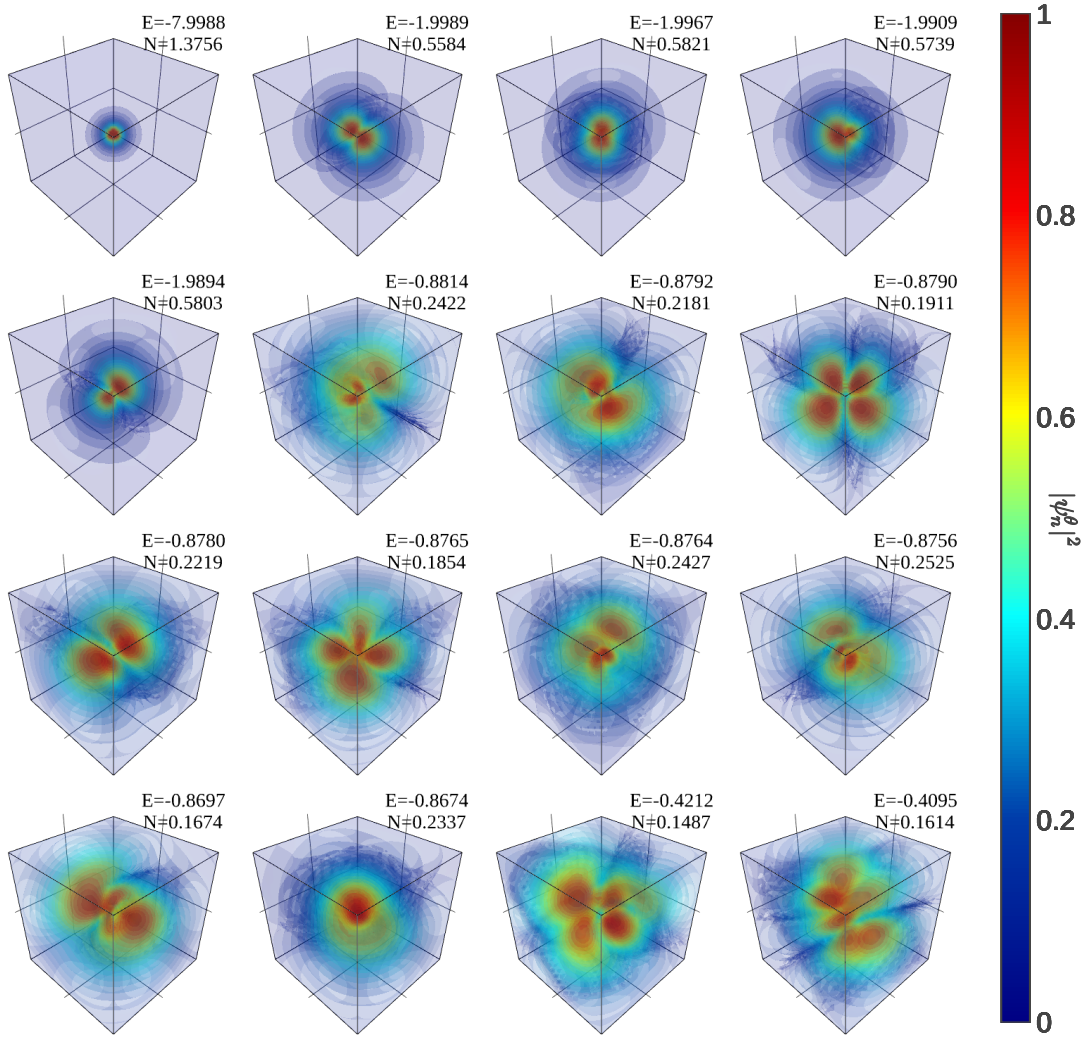 E=-7.9988
N=1.3756
E=-1.9989
N=0.5584
E=-1.9967
N=0.5821
E=-1.9909
N=0.5739
E=-1.9894
N=0.5803
E=-0.8814
N=0.2422
E=-0.8792
N=0.2181
E=-0.8790
N=0.1911
E=-0.8780
N=0.2219
E=-0.8765
N=0.1854
E=-0.8764
N=0.2427
E=-0.8756
N=0.2525
E=-0.8697
N=0.1674
E=-0.8674
N=0.2337
E=-0.4212
N=0.1487
E=-0.4095
N=0.1614
1
0.8
0.6
0.4
0.2
0
|ψₙ^θ|²